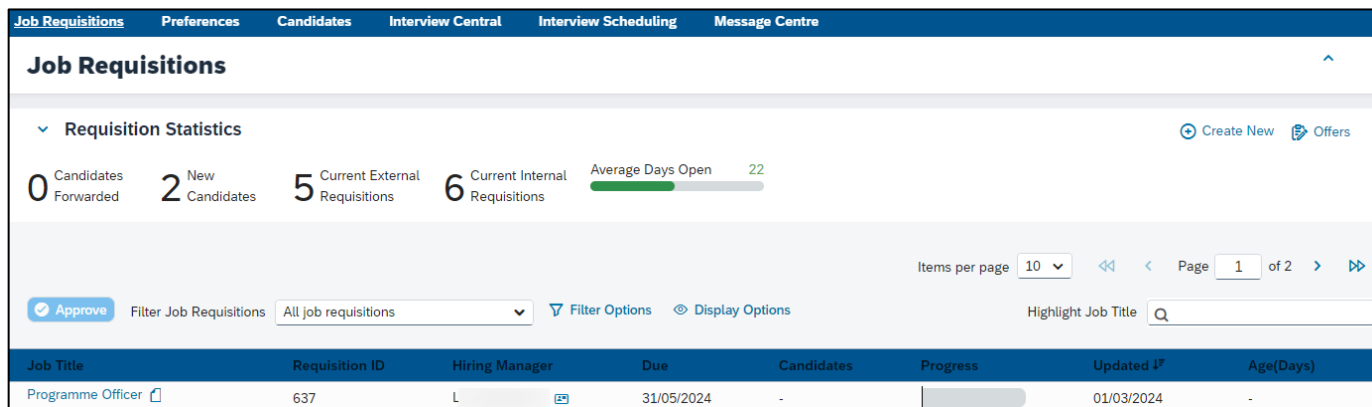 Job Requisitions Preferences Candidates Interview Central Interview Scheduling Message Centre
Job Requisitions
Requisition Statistics Create New Offers
0 Candidates Forwarded 2 New Candidates 5 Current External Requisitions 6 Current Internal Requisitions Average Days Open 22
Items per page 10 Page 1 of 2
Approve Filter Job Requisitions All job requisitions Filter Options Display Options Highlight Job Title
Job Title Requisition ID Hiring Manager Due Candidates Progress Updated Age(Days)
Programme Officer 637 L 31/05/2024 - 01/03/2024 -